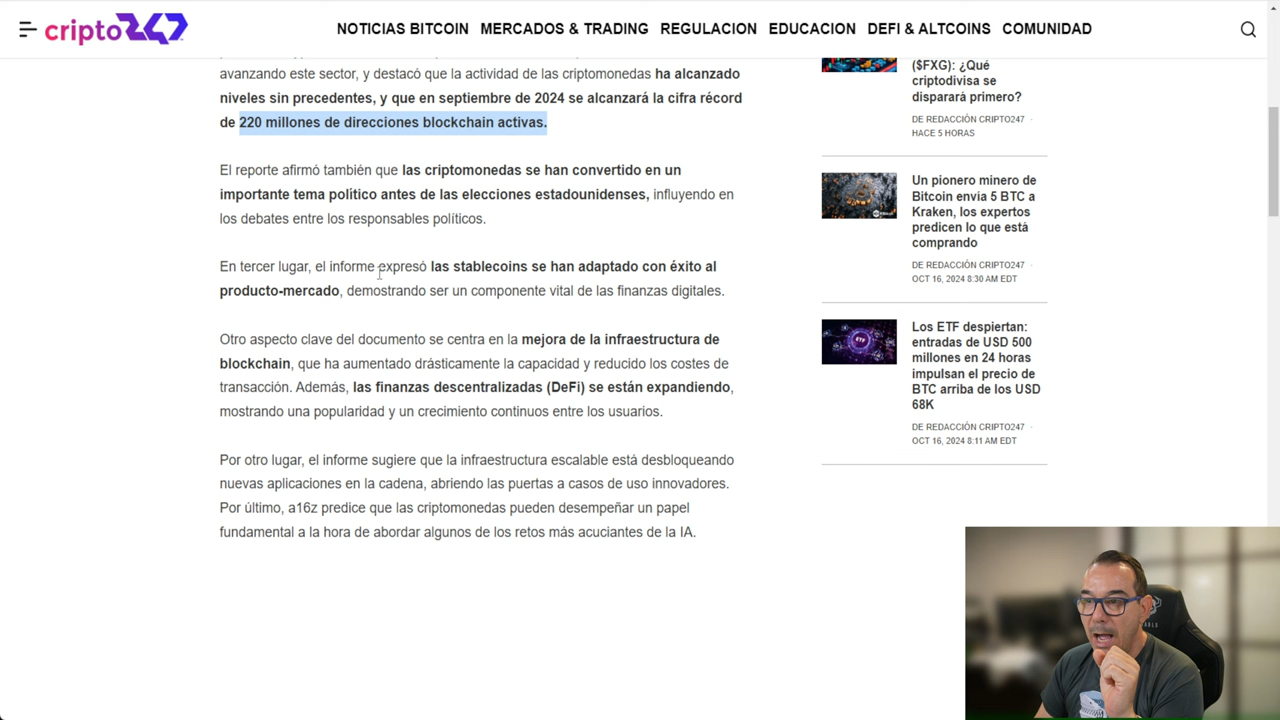 cripto247
NOTICIAS BITCOIN MERCADOS & TRADING REGULACION EDUCACION DEFI & ALTCOINS COMUNIDAD
avanzando este sector, y destacó que la actividad de las criptomonedas ha alcanzado
niveles sin precedentes, y que en septiembre de 2024 se alcanzará la cifra récord
de 220 millones de direcciones blockchain activas.
El reporte afirmó también que las criptomonedas se han convertido en un
importante tema político antes de las elecciones estadounidenses, influyendo en
los debates entre los responsables políticos.
En tercer lugar, el informe expresó las stablecoins se han adaptado con éxito al
producto-mercado, demostrando ser un componente vital de las finanzas digitales.
Otro aspecto clave del documento se centra en la mejora de la infraestructura de
blockchain, que ha aumentado drásticamente la capacidad y reducido los costes de
transacción. Además, las finanzas descentralizadas (DeFi) se están expandiendo,
mostrando una popularidad y un crecimiento continuos entre los usuarios.
Por otro lugar, el informe sugiere que la infraestructura escalable está desbloqueando
nuevas aplicaciones en la cadena, abriendo las puertas a casos de uso innovadores.
Por último, a16z predice que las criptomonedas pueden desempeñar un papel
fundamental a la hora de abordar algunos de los retos más acuciantes de la IA.
($FXG): ¿Qué
criptodivisa se
disparará primero?
DE REDACCIÓN CRIPTO247 ·
HACE 5 HORAS
Un pionero minero de
Bitcoin envía 5 BTC a
Kraken, los expertos
predicen lo que está
comprando
DE REDACCIÓN CRIPTO247 ·
OCT 16, 2024 8:30 AM EDT
Los ETF despiertan:
entradas de USD 500
millones en 24 horas
impulsan el precio de
BTC arriba de los USD
68K
DE REDACCIÓN CRIPTO247 ·
OCT 16, 2024 8:11 AM EDT
ETF